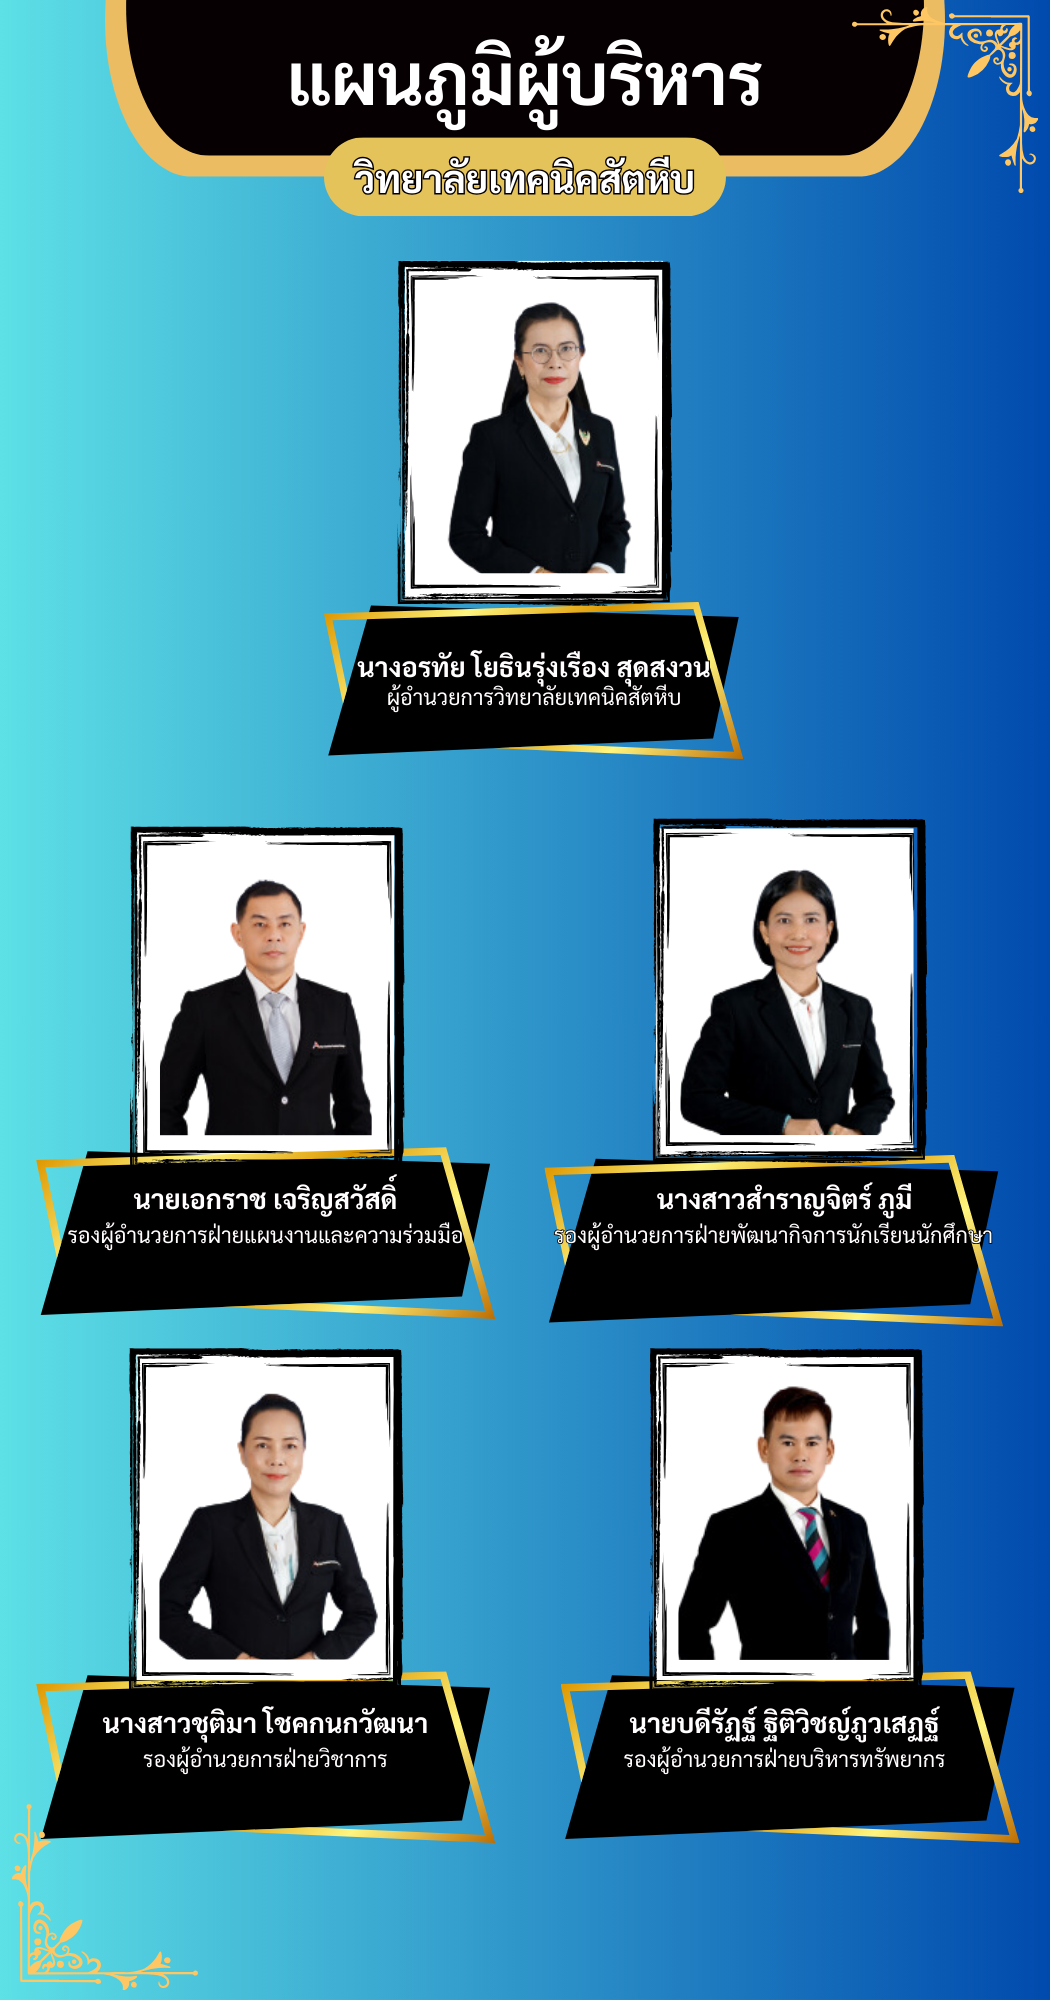 แผนภูมิผู้บริหาร
วิทยาลัยเทคนิคสัตหีบ
นางอรทัย โยธินรุ่งเรือง สุดสงวน
ผู้อำนวยการวิทยาลัยเทคนิคสัตหีบ
นายเอกราช เจริญสวัสดิ์
รองผู้อำนวยการฝ่ายแผนงานและความร่วมมือ
นางสาวสำราญจิตร์ ภูมี
รองผู้อำนวยการฝ่ายพัฒนากิจการนักเรียนนักศึกษา
นางสาวชุติมา โชคกนกวัฒนา
รองผู้อำนวยการฝ่ายวิชาการ
นายบดีรัฏฐ์ ฐิติวิชญ์ภูวเสฏฐ์
รองผู้อำนวยการฝ่ายบริหารทรัพยากร